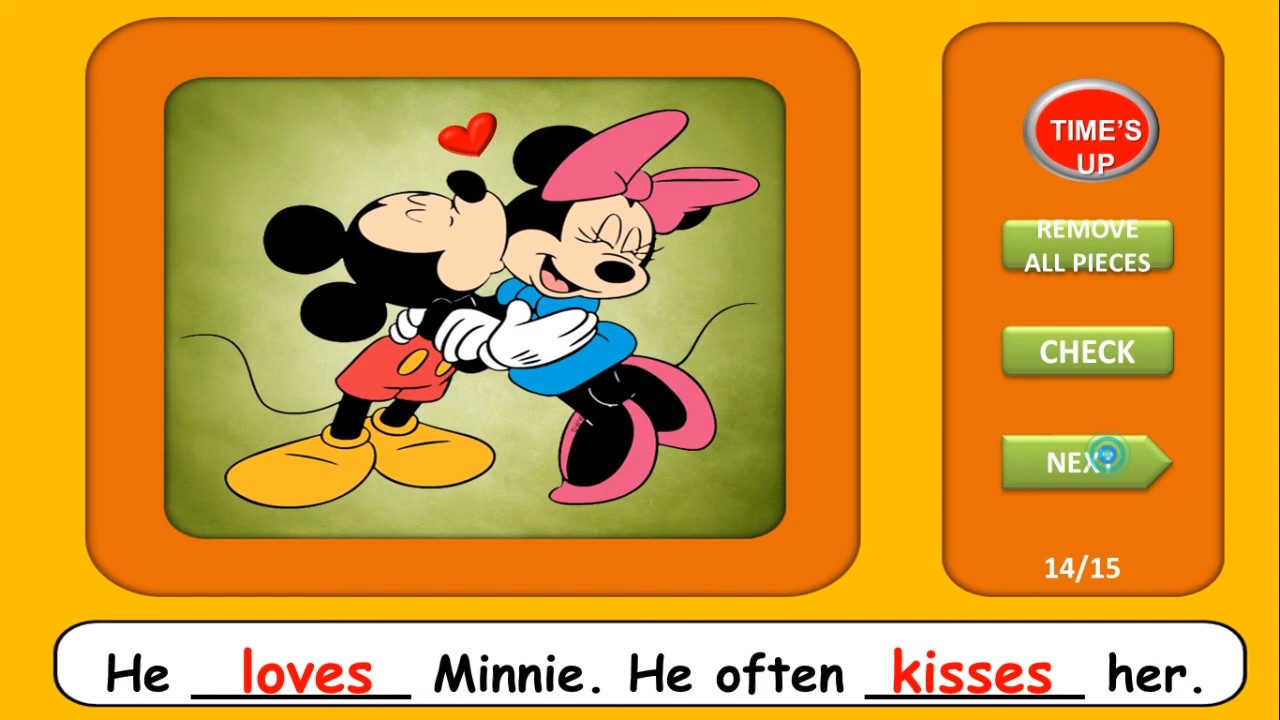 TIME'S
UP
REMOVE
ALL PIECES
CHECK
NEXT
14/15
He loves Minnie. He often kisses her.